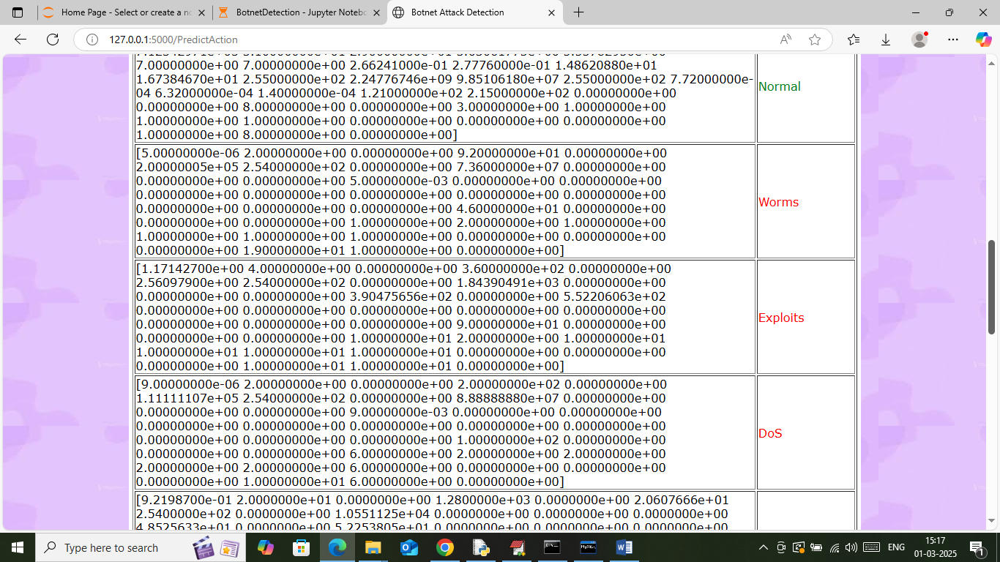 Home Page - Select or create a no
BotnetDetection - Jupyter Notebo
Botnet Attack Detection
127.0.0.1:5000/PredictAction
7.00000000e+00 7.00000000e+00 2.66241000e-01 2.77760000e-01 1.48620880e+01
1.67384670e+01 2.55000000e+02 2.24776746e+09 9.85106180e+07 2.55000000e+02 7.72000000e-
04 6.32000000e-04 1.40000000e-04 1.21000000e+02 2.15000000e+02 0.00000000e+00
0.00000000e+00 8.00000000e+00 0.00000000e+00 3.00000000e+00 1.00000000e+00
1.00000000e+00 1.00000000e+00 0.00000000e+00 0.00000000e+00 0.00000000e+00
1.00000000e+00 8.00000000e+00 0.00000000e+00]
Normal
[5.00000000e-06 2.00000000e+00 0.00000000e+00 9.20000000e+01 0.00000000e+00
2.00000005e+05 2.54000000e+02 0.00000000e+00 7.36000000e+07 0.00000000e+00
0.00000000e+00 0.00000000e+00 5.00000000e-03 0.00000000e+00 0.00000000e+00
0.00000000e+00 0.00000000e+00 0.00000000e+00 0.00000000e+00 0.00000000e+00
0.00000000e+00 0.00000000e+00 0.00000000e+00 4.60000000e+01 0.00000000e+00
0.00000000e+00 0.00000000e+00 1.00000000e+00 2.00000000e+00 1.00000000e+00
1.00000000e+00 1.00000000e+00 1.00000000e+00 0.00000000e+00 0.00000000e+00
0.00000000e+00 1.90000000e+01 1.00000000e+00 0.00000000e+00]
Worms
[1.17142700e+00 4.00000000e+00 0.00000000e+00 3.60000000e+02 0.00000000e+00
2.56097900e+00 2.54000000e+02 0.00000000e+00 1.84390491e+03 0.00000000e+00
0.00000000e+00 0.00000000e+00 3.90475656e+02 0.00000000e+00 5.52206063e+02
0.00000000e+00 0.00000000e+00 0.00000000e+00 0.00000000e+00 0.00000000e+00
0.00000000e+00 0.00000000e+00 0.00000000e+00 9.00000000e+01 0.00000000e+00
0.00000000e+00 0.00000000e+00 1.00000000e+01 2.00000000e+00 1.00000000e+01
1.00000000e+01 1.00000000e+01 1.00000000e+01 0.00000000e+00 0.00000000e+00
0.00000000e+00 1.00000000e+01 1.00000000e+01 0.00000000e+00]
Exploits
[9.00000000e-06 2.00000000e+00 0.00000000e+00 2.00000000e+02 0.00000000e+00
1.11111107e+05 2.54000000e+02 0.00000000e+00 8.88888880e+07 0.00000000e+00
0.00000000e+00 0.00000000e+00 9.00000000e-03 0.00000000e+00 0.00000000e+00
0.00000000e+00 0.00000000e+00 0.00000000e+00 0.00000000e+00 0.00000000e+00
0.00000000e+00 0.00000000e+00 0.00000000e+00 1.00000000e+02 0.00000000e+00
0.00000000e+00 0.00000000e+00 6.00000000e+00 2.00000000e+00 2.00000000e+00
2.00000000e+00 2.00000000e+00 6.00000000e+00 0.00000000e+00 0.00000000e+00
0.00000000e+00 1.00000000e+01 6.00000000e+00 0.00000000e+00]
DoS
[9.2198700e-01 2.0000000e+01 0.0000000e+00 1.2800000e+03 0.0000000e+00 2.0607666e+01
2.5400000e+02 0.0000000e+00 1.0551125e+04 0.0000000e+00 0.0000000e+00 0.0000000e+00
4.8525633e+01 0.0000000e+00 5.2253805e+01 0.0000000e+00 0.0000000e+00 0.0000000e+00
Type here to search
ENG
15:17
01-03-2025
1